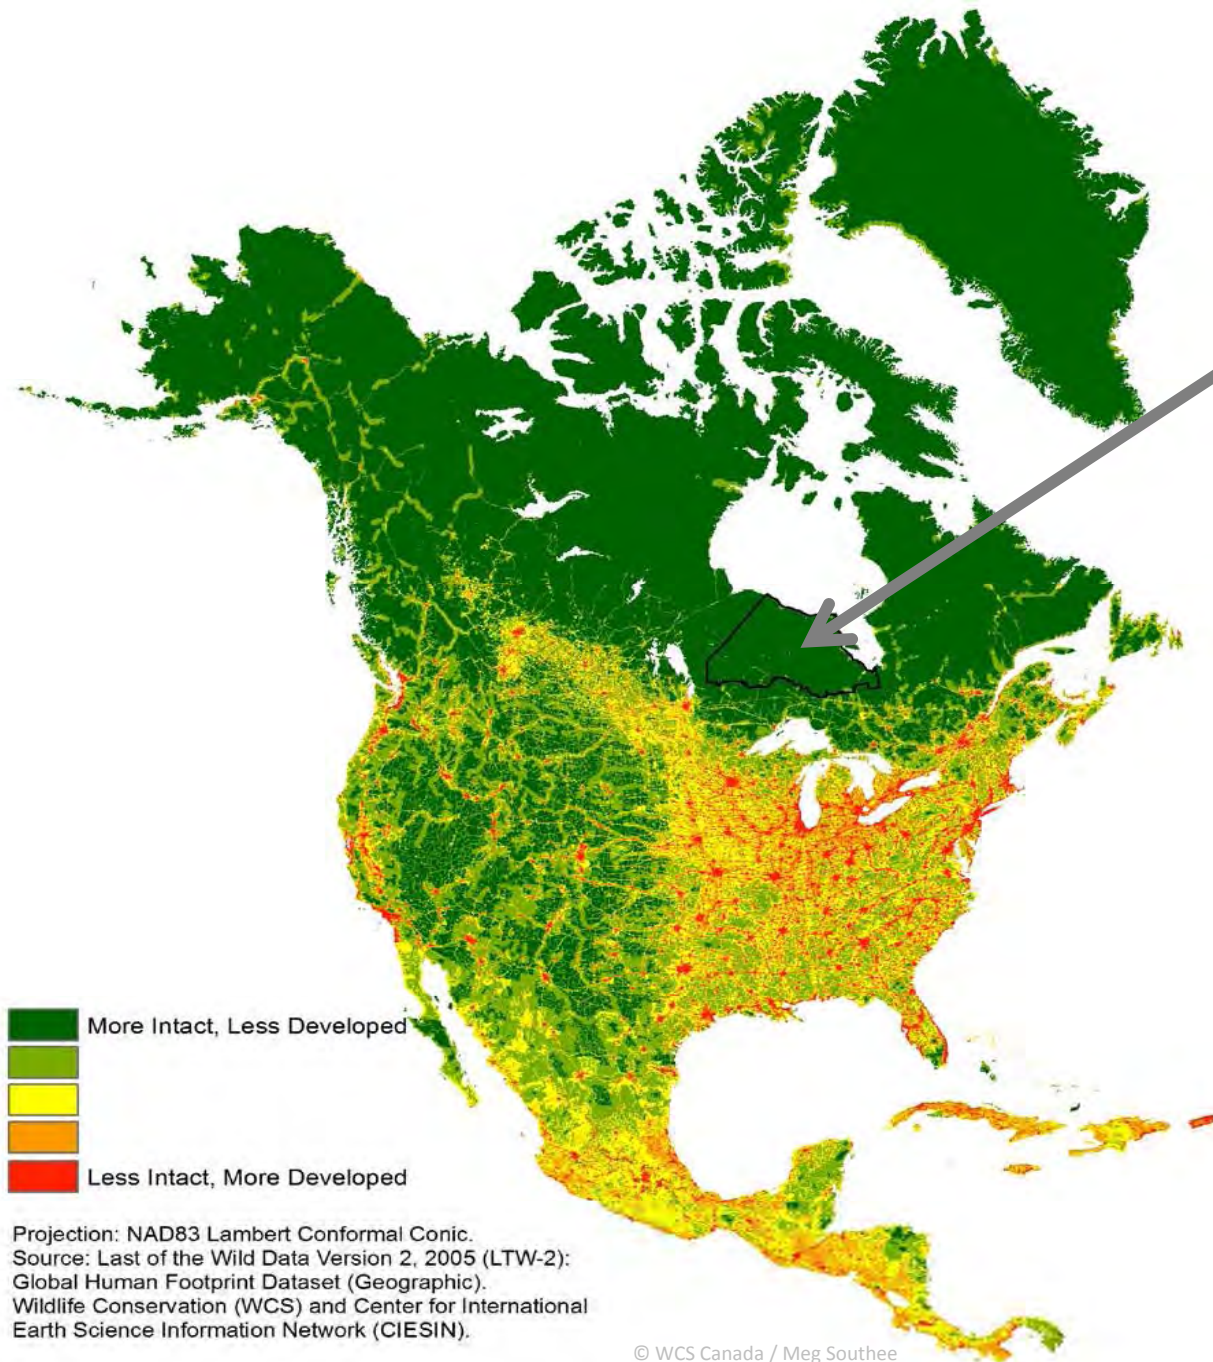 More Intact, Less Developed
Less Intact, More Developed
Projection: NAD83 Lambert Conformal Conic.
Source: Last of the Wild Data Version 2, 2005 (LTW-2):
Global Human Footprint Dataset (Geographic).
Wildlife Conservation (WCS) and Center for International
Earth Science Information Network (CIESIN).
© WCS Canada / Meg Southee